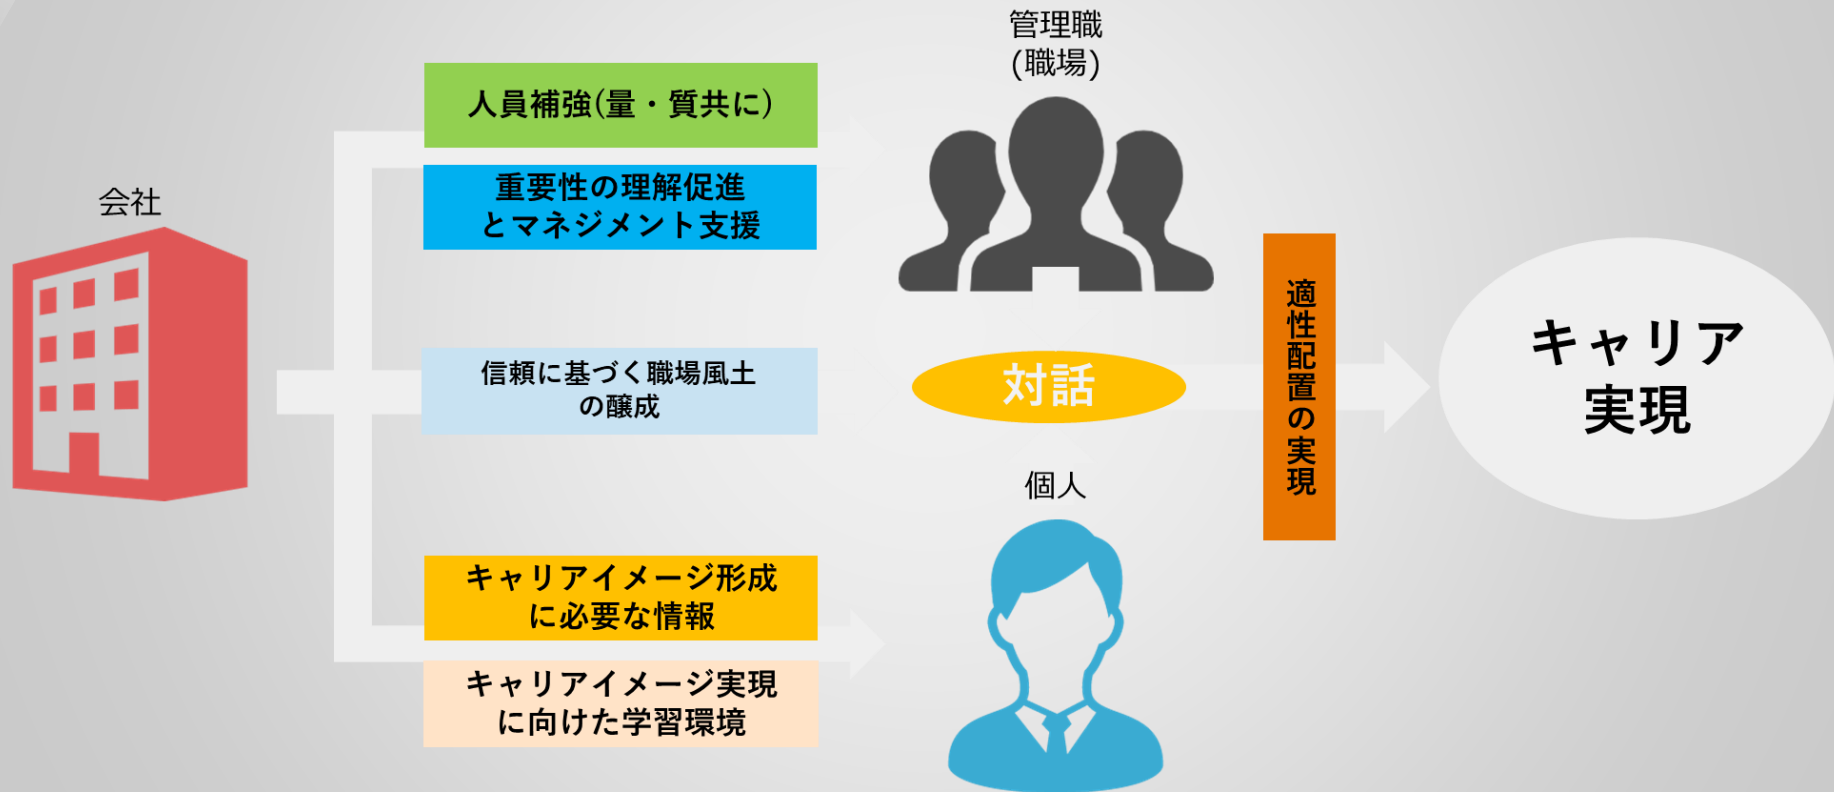 会社
人員補強(量・質共に)
重要性の理解促進
とマネジメント支援
信頼に基づく職場風土
の醸成
キャリアイメージ形成
に必要な情報
キャリアイメージ実現
に向けた学習環境
管理職
(職場)
対話
個人
適性配置の実現
キャリア
実現